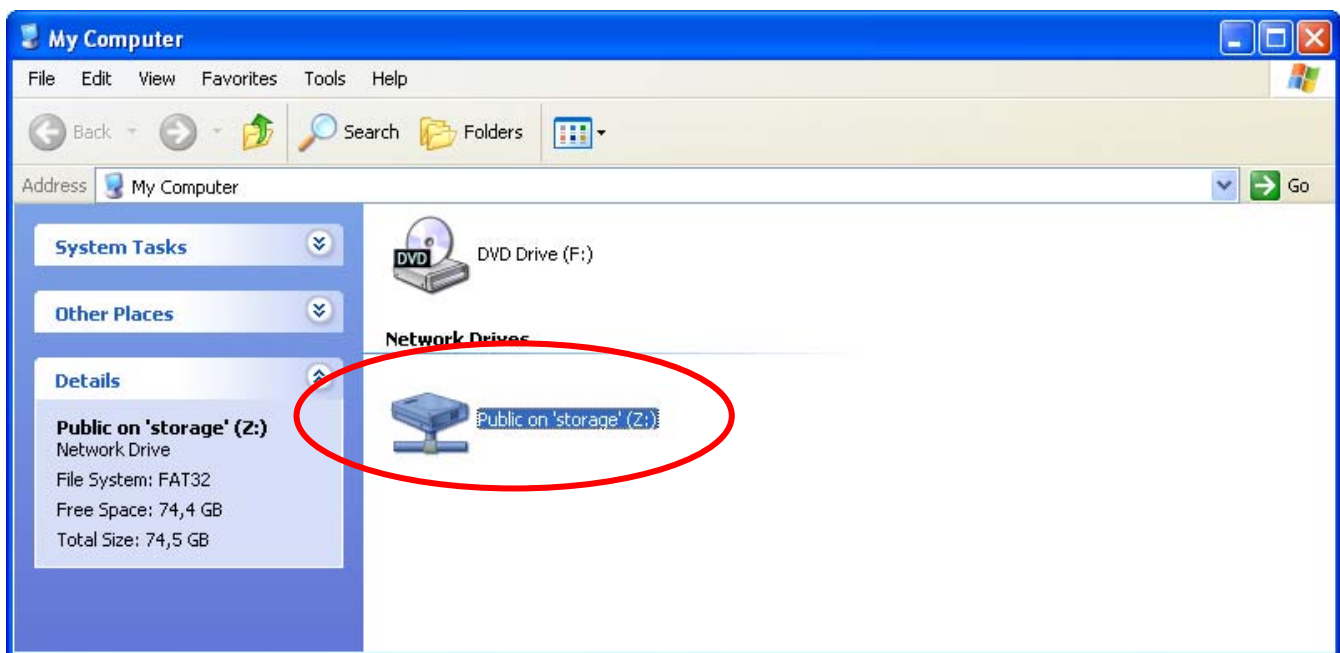 My Computer
File Edit View Favorites Tools Help
Back Search Folders
Address My Computer Go
System Tasks
Other Places
Details
Public on 'storage' (Z:)
Network Drive
File System: FAT32
Free Space: 74,4 GB
Total Size: 74,5 GB
DVD
DVD Drive (F:)
Network Drives
Public on 'storage' (Z:)